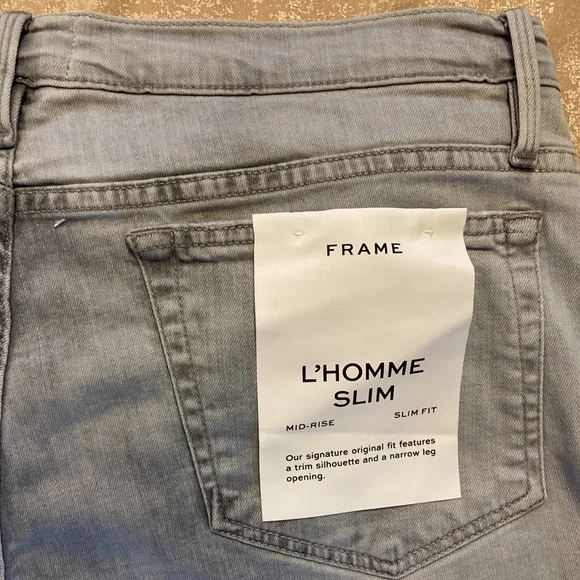 FRAME
L'HOMME
SLIM
MID-RISE SLIM FIT
Our signature original fit features
a trim silhouette and a narrow leg
opening.